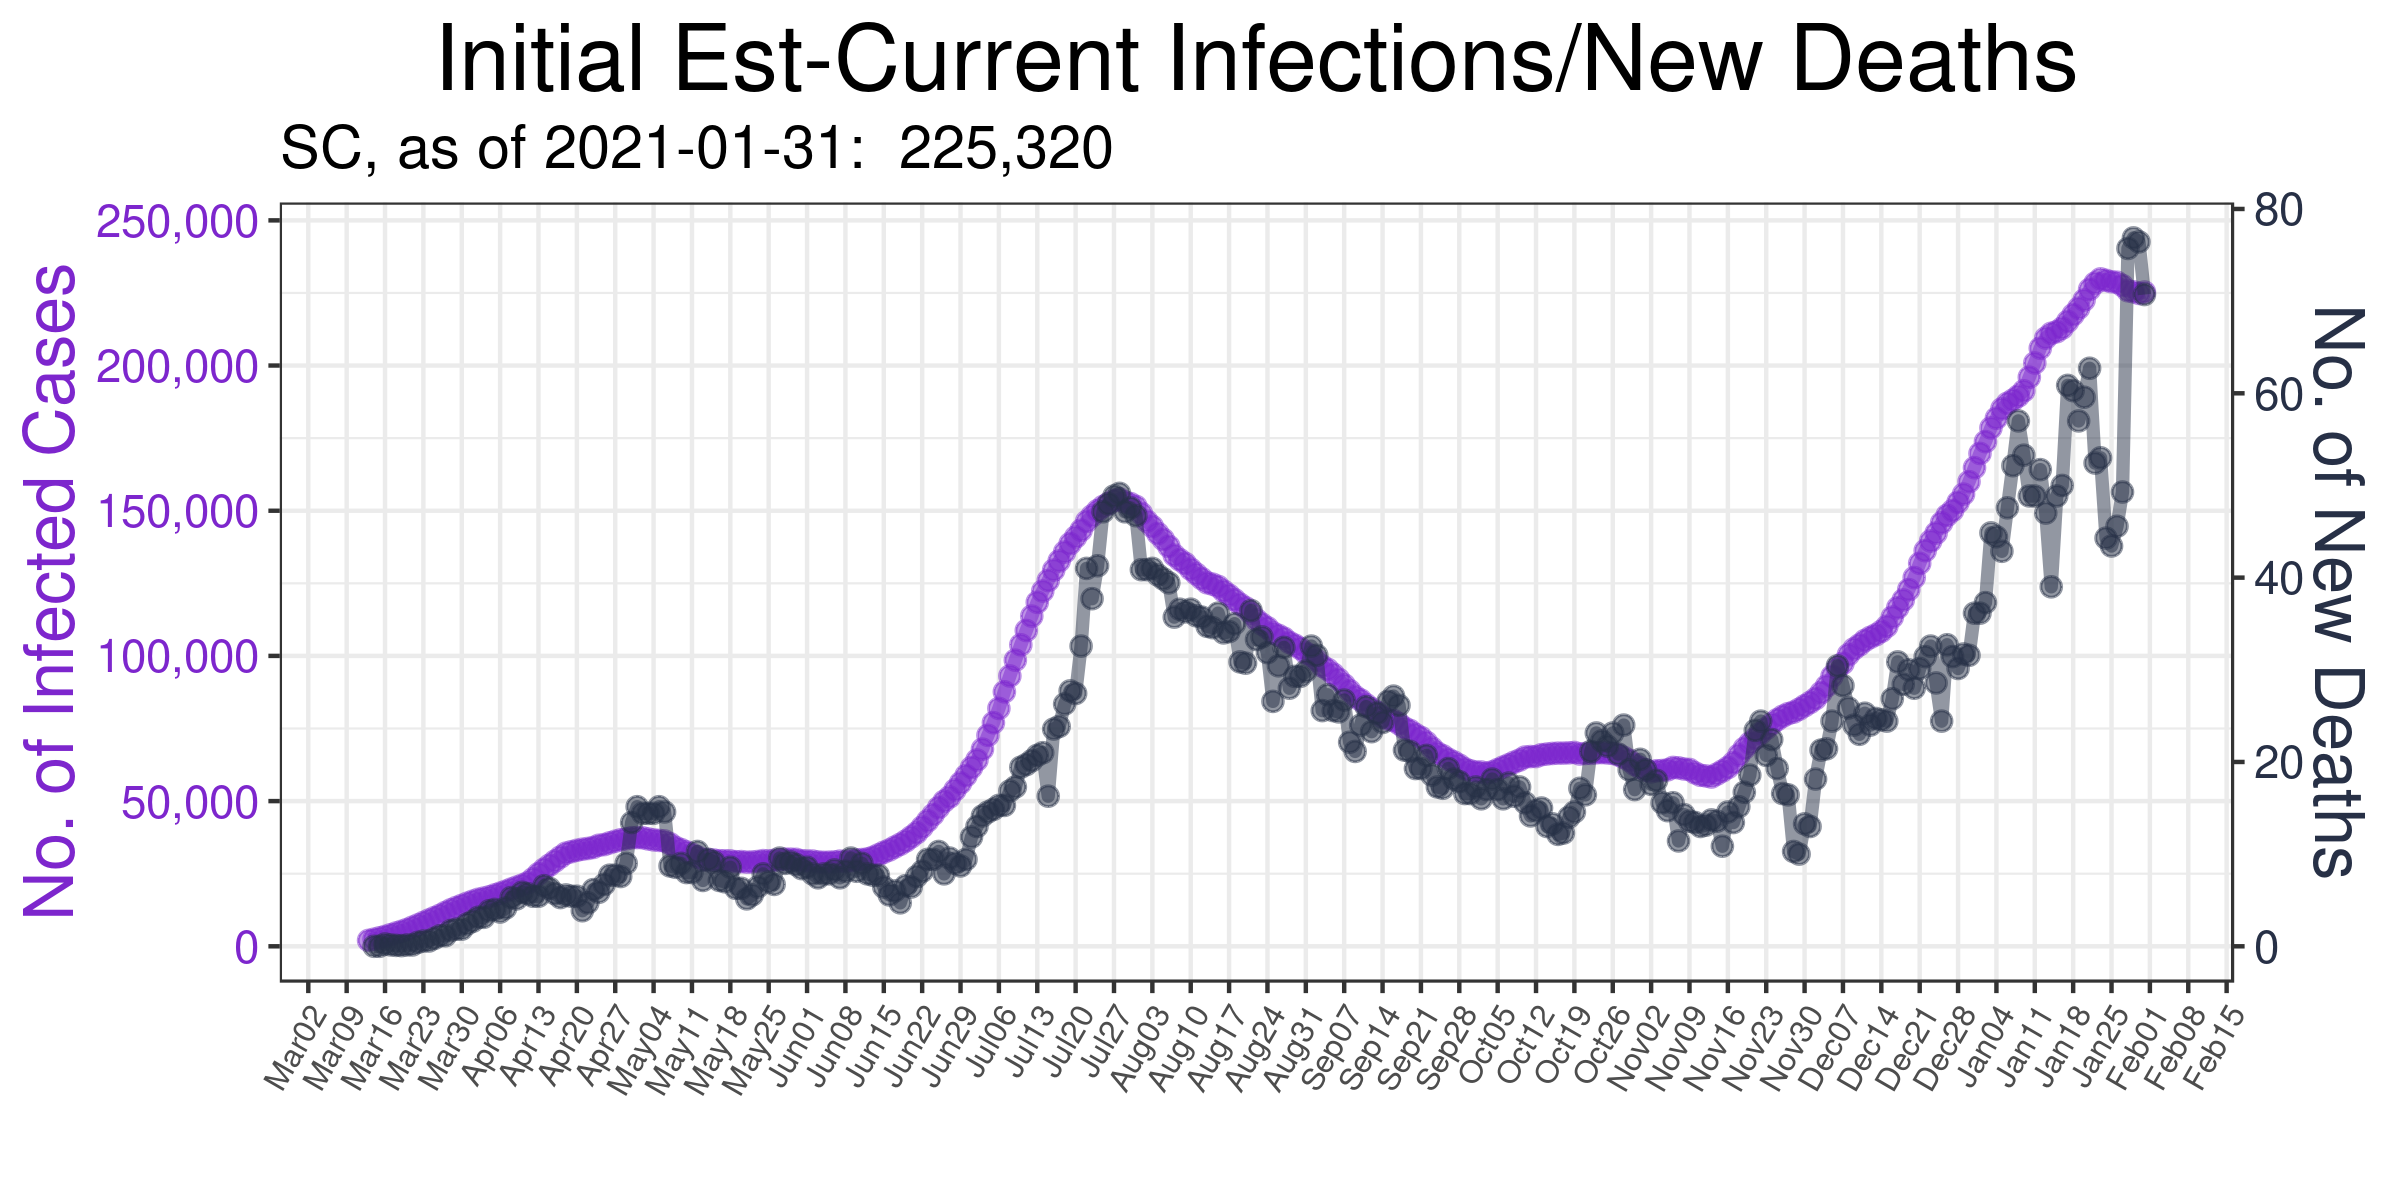 Initial Est-Current Infections/New Deaths
SC, as of 2021-01-31: 225,320
No. of Infected Cases
250,000
200,000
150,000
100,000
50,000
0
80
60
40
20
0
No. of New Deaths
Mar02
Mar09
Mar16
Mar23
Mar30
Apr06
Apr13
Apr20
Apr27
May04
May11
May18
May25
Jun01
Jun08
Jun15
Jun22
Jun29
Jul06
Jul13
Jul20
Jul27
Aug03
Aug10
Aug17
Aug24
Aug31
Sep07
Sep14
Sep21
Sep28
Oct05
Oct12
Oct19
Oct26
Nov02
Nov09
Nov16
Nov23
Nov30
Dec07
Dec14
Dec21
Dec28
Jan04
Jan11
Jan18
Jan25
Feb01
Feb08
Feb15